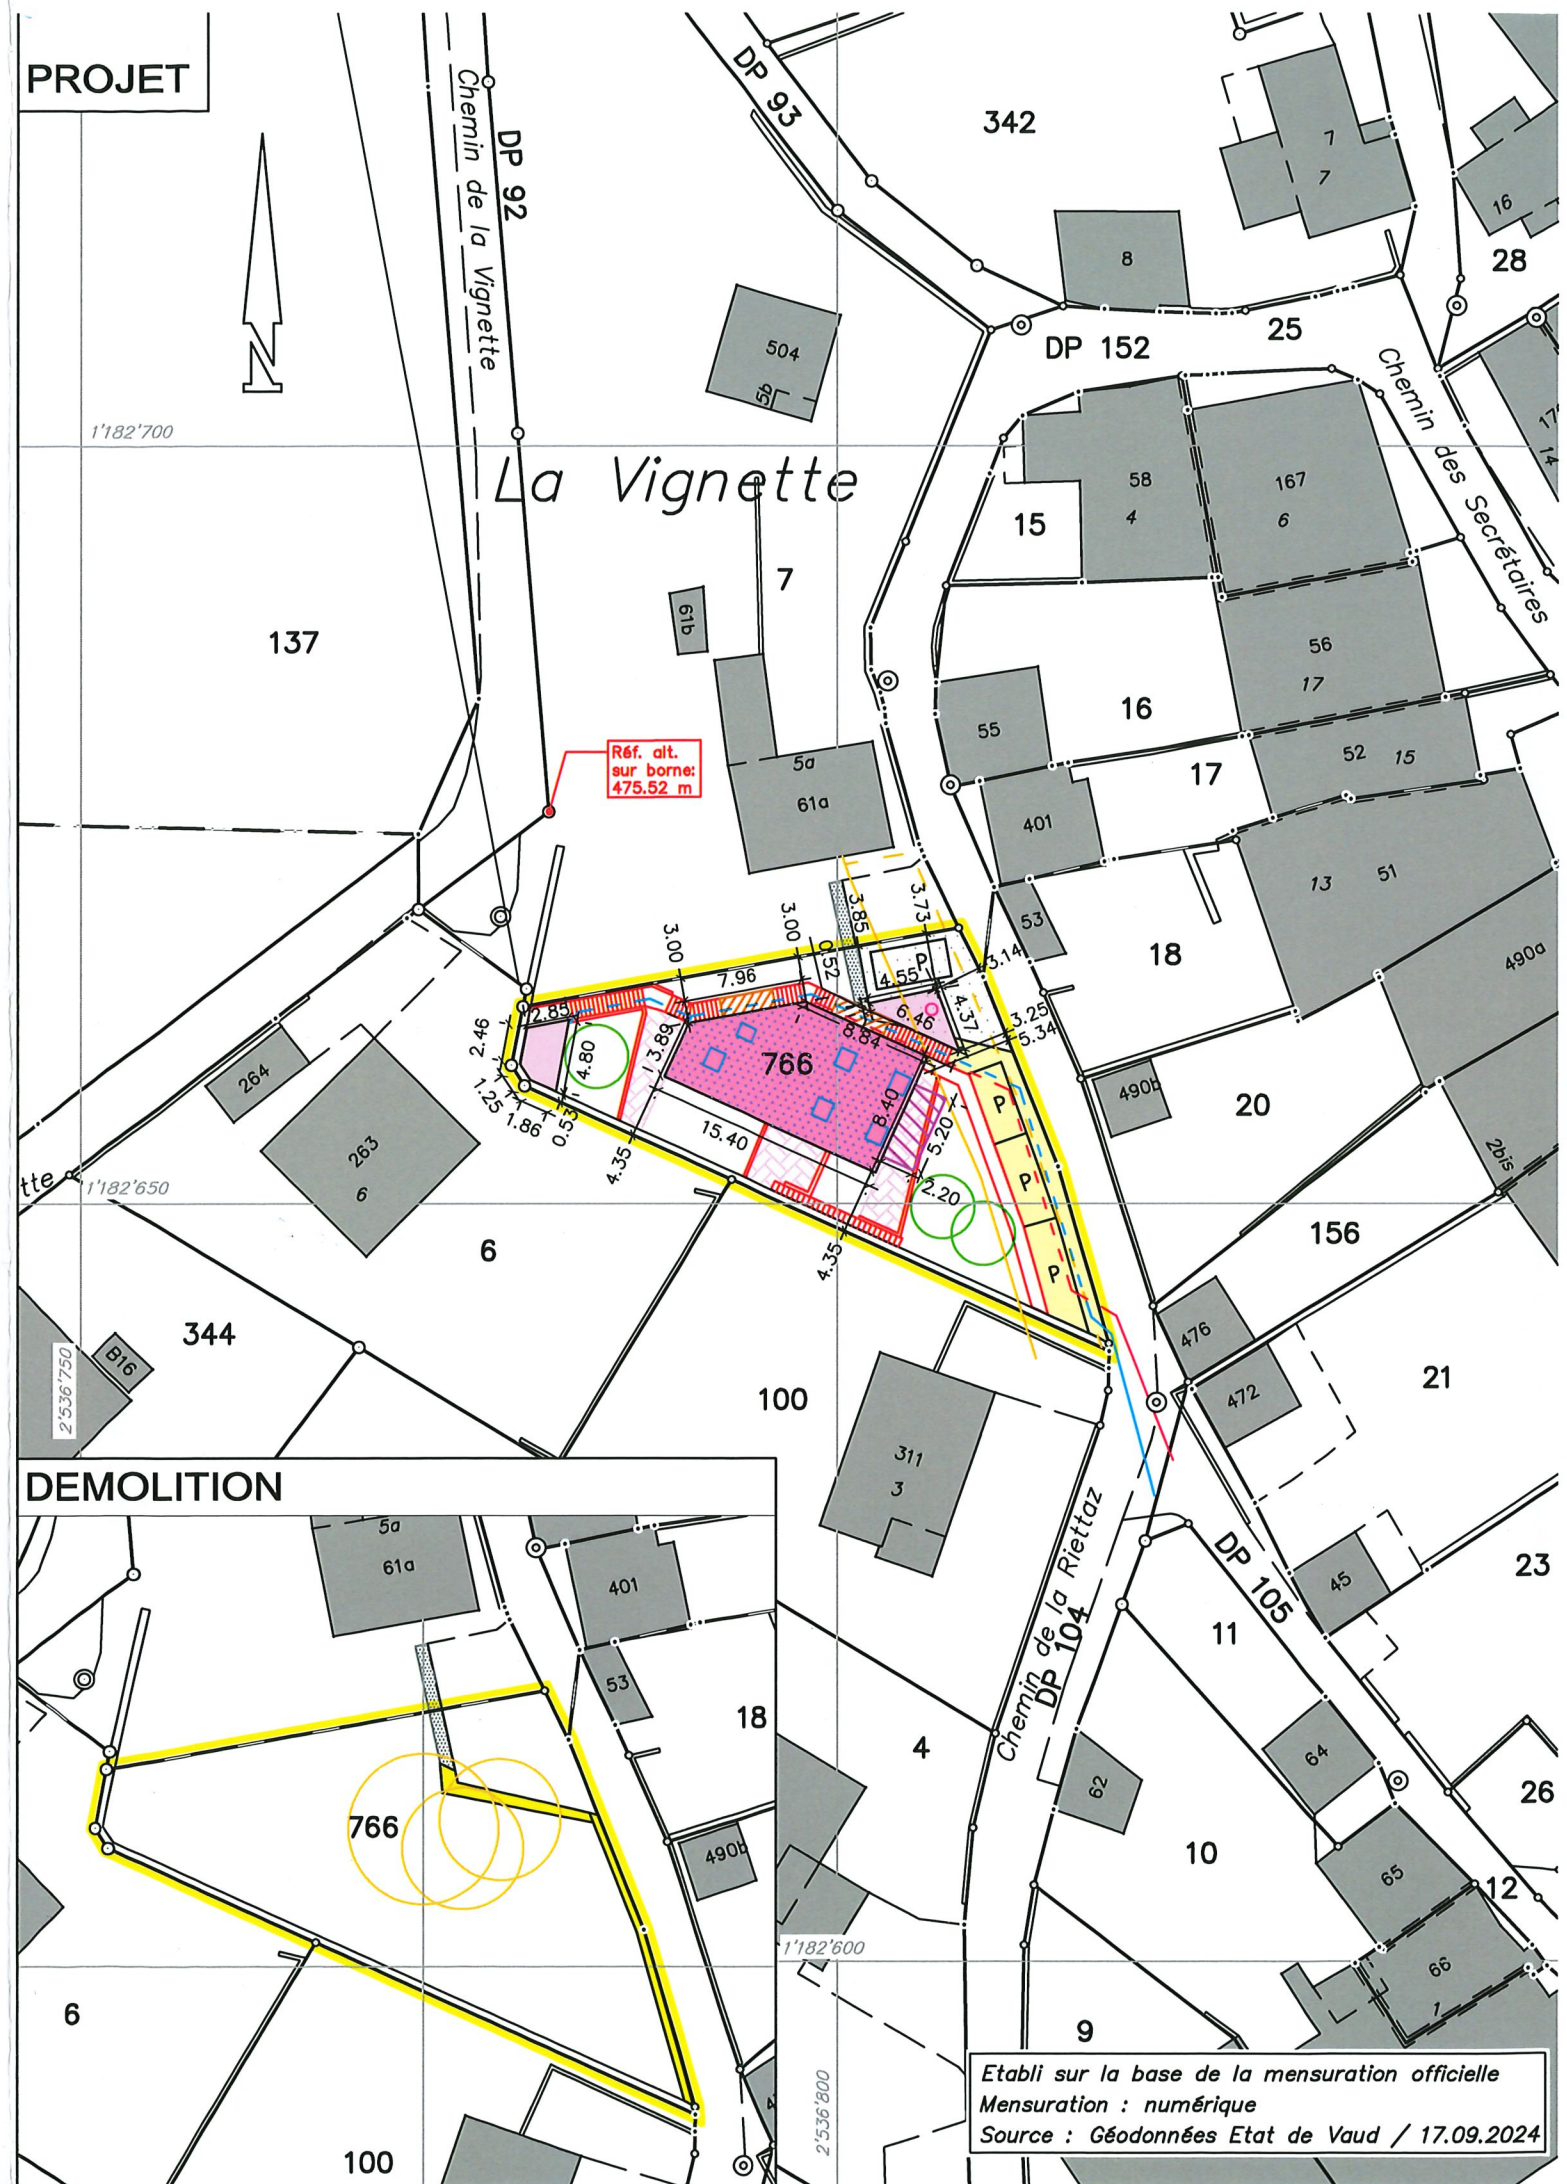 PROJET
DP 92
Chemin de la Vignette
DP 93
342
7
7
16
28
8
25
DP 152
504
5b
Chemin des Secrétaires
1'182'700
La Vignette
58
4
167
6
15
7
61b
137
56
17
16
55
52 15
17
401
Réf. alt.
sur borne:
475.52 m
5a
61a
13 51
53
18
490a
3.00
3.00
0.52
3.85
3.73
7.96
P
4.55
3.14
2.85
6.46
4.37
3.25
5.34
2.46
4.80
3.89
8.84
766
1.25
1.86
0.53
15.40
8.40
5.20
2.20
4.35
4.35
P
P
P
264
263
6
490b
20
2bis
tte
1'182'650
6
156
344
B16
2'536'750
100
476
472
21
311
3
DEMOLITION
5a
61a
401
53
18
766
490b
6
100
Chemin de la Riettaz
DP 104
DP 105
45
23
11
4
64
62
26
10
65
12
66
1
1'182'600
9
2'536'800
Etabli sur la base de la mensuration officielle
Mensuration : numérique
Source : Géodonnées Etat de Vaud / 17.09.2024